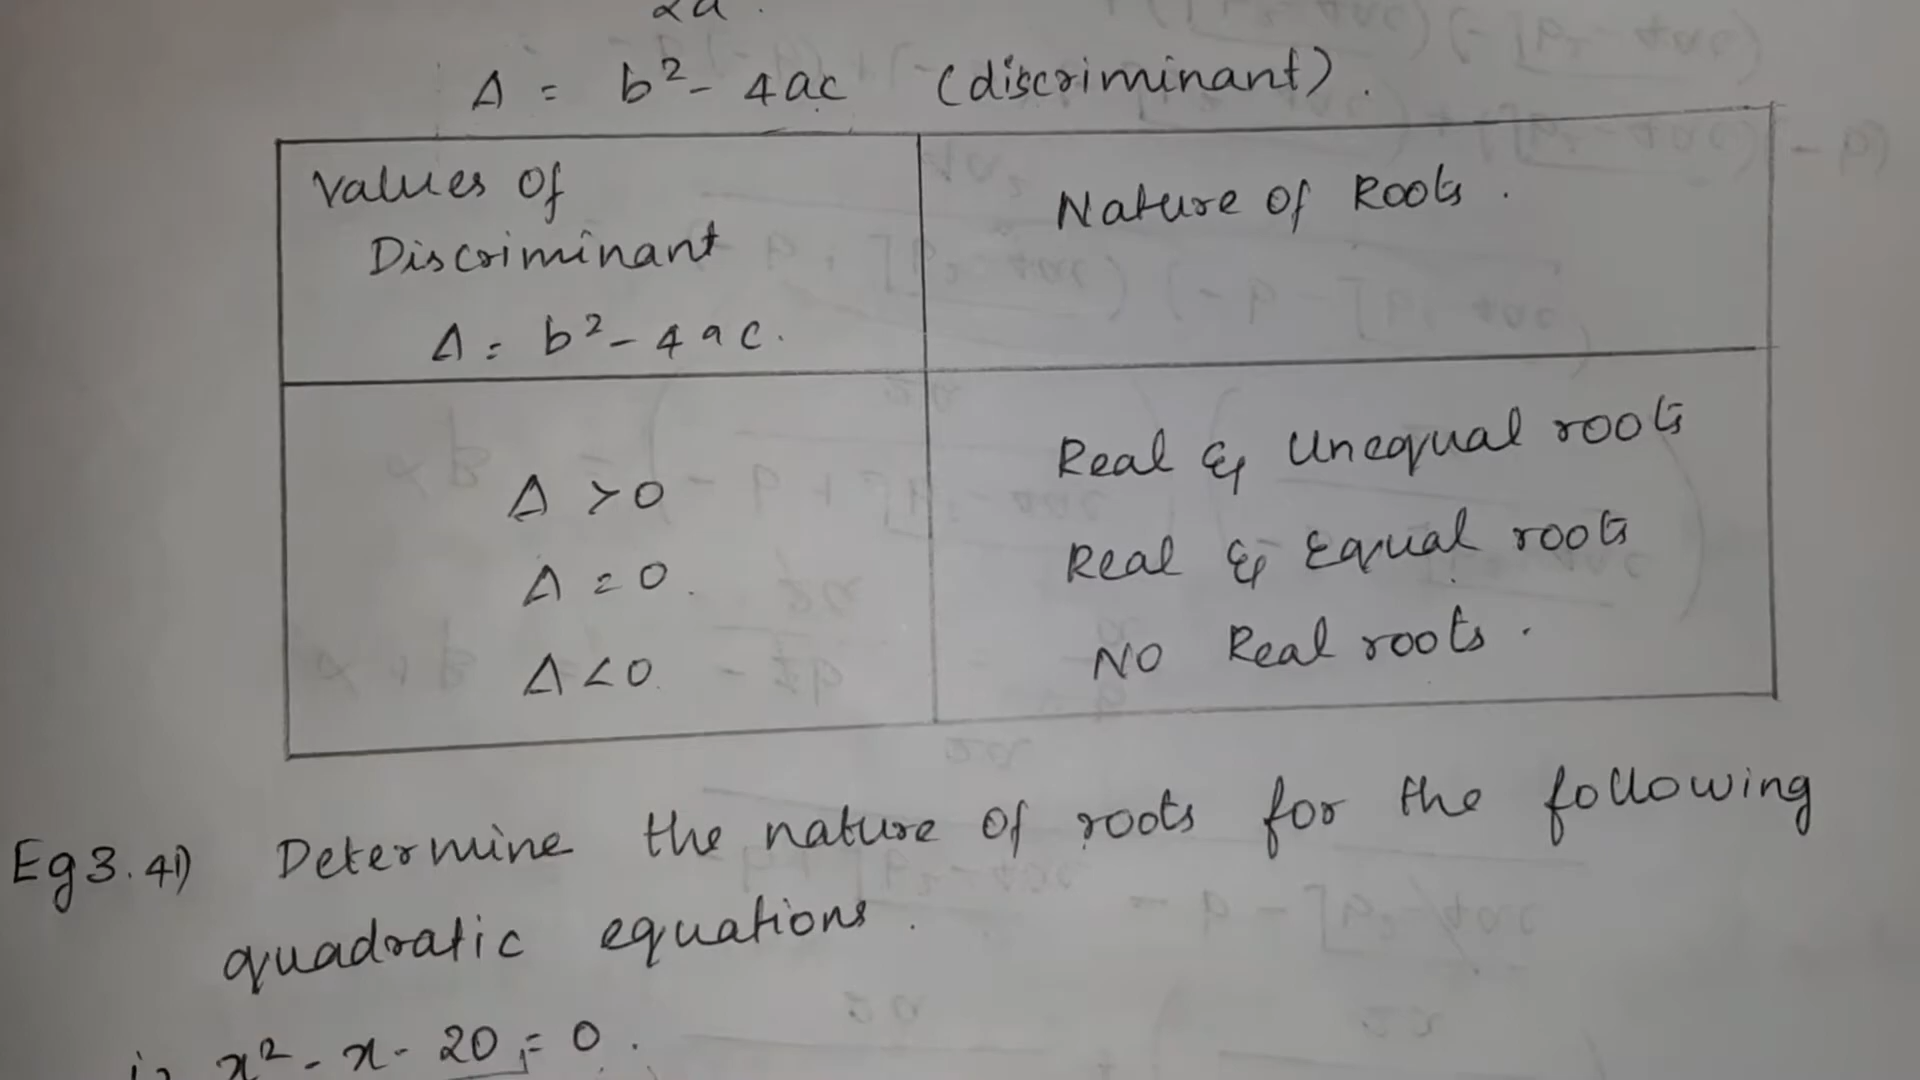 2a.
Δ = b² - 4ac (discriminant).
Values of
Discriminant
Δ = b² - 4ac.
Nature of Roots.
Δ > 0
Real & Unequal roots
Δ = 0.
Real & Equal roots
Δ < 0.
NO Real roots.
Eg 3.41) Determine the nature of roots for the following
quadratic equations.
i) x² - x - 20 = 0.